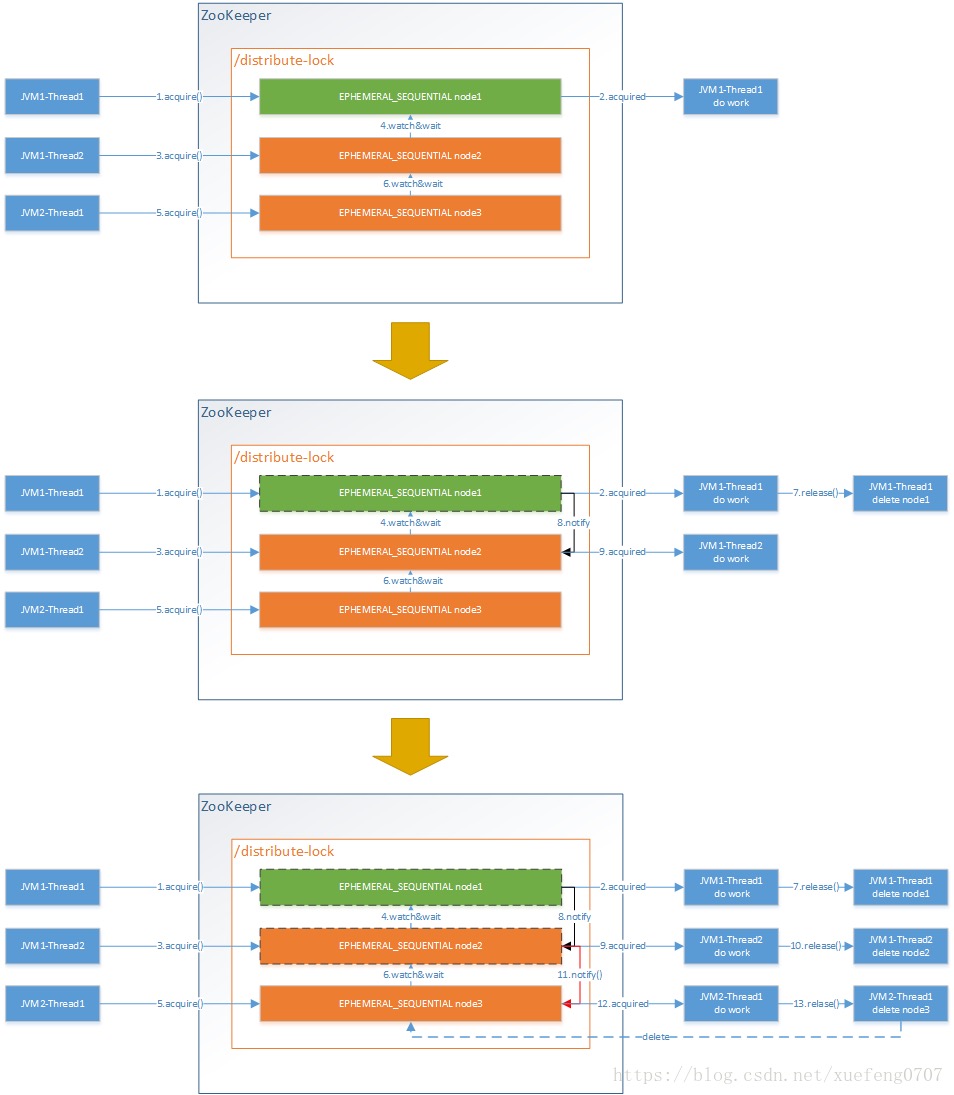 ZooKeeper
/distribute-lock
JVM1-Thread1
1.acquire()
EPHEMERAL_SEQUENTIAL node1
2.acquired
JVM1-Thread1
do work
4.watch&wait
JVM1-Thread2
3.acquire()
EPHEMERAL_SEQUENTIAL node2
6.watch&wait
JVM2-Thread1
5.acquire()
EPHEMERAL_SEQUENTIAL node3
ZooKeeper
/distribute-lock
JVM1-Thread1
1.acquire()
EPHEMERAL_SEQUENTIAL node1
2.acquired
JVM1-Thread1
do work
7.release()
JVM1-Thread1
delete node1
4.watch&wait
8.notify
JVM1-Thread2
3.acquire()
EPHEMERAL_SEQUENTIAL node2
9.acquired
JVM1-Thread2
do work
6.watch&wait
JVM2-Thread1
5.acquire()
EPHEMERAL_SEQUENTIAL node3
ZooKeeper
/distribute-lock
JVM1-Thread1
1.acquire()
EPHEMERAL_SEQUENTIAL node1
2.acquired
JVM1-Thread1
do work
7.release()
JVM1-Thread1
delete node1
4.watch&wait
8.notify
JVM1-Thread2
3.acquire()
EPHEMERAL_SEQUENTIAL node2
9.acquired
JVM1-Thread2
do work
10.release()
JVM1-Thread2
delete node2
6.watch&wait
11.notify()
JVM2-Thread1
5.acquire()
EPHEMERAL_SEQUENTIAL node3
12.acquired
JVM2-Thread1
do work
13.relase()
JVM2-Thread1
delete node3
delete
https://blog.csdn.net/xuefeng0707